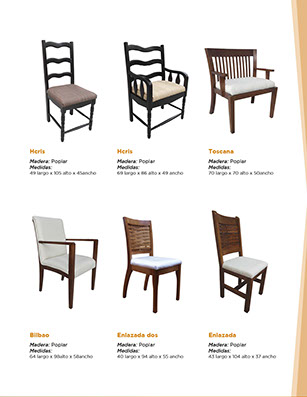 Hcris
Madera: Poplar
Medidas:
49 largo x 105 alto x 45ancho
Hcris
Madera: Poplar
Medidas:
69 largo x 86 alto x 49 ancho
Toscana
Madera: Poplar
Medidas:
70 largo x 70 alto x 50ancho
Bilbao
Madera: Poplar
Medidas:
64 largo x 98alto x 58ancho
Enlazada dos
Madera: Poplar
Medidas:
40 largo x 94 alto x 55 ancho
Enlazada
Madera: Poplar
Medidas:
43 largo x 104 alto x 37 ancho